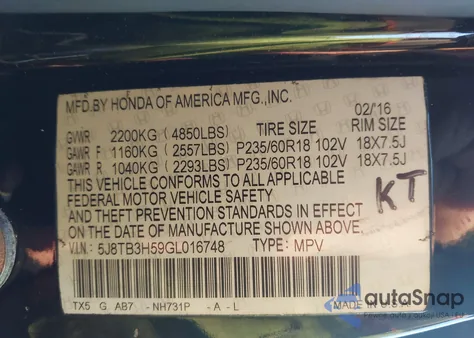 MFD.BY HONDA OF AMERICA MFG.,INC. 02/'16
GVWR 2200KG (4850LBS) TIRE SIZE RIM SIZE
GAWR F 1160KG (2557LBS) P235/60R18 102V 18X7.5J
GAWR R 1040KG (2293LBS) P235/60R18 102V 18X7.5J
THIS VEHICLE CONFORMS TO ALL APPLICABLE
FEDERAL MOTOR VEHICLE SAFETY
AND THEFT PREVENTION STANDARDS IN EFFECT
ON THE DATE OF MANUFACTURE SHOWN ABOVE.
V.I.N. 5J8TB3H59GL016748 TYPE: MPV
KT
TX5 G AB7 - NH731P - A - L
MADE IN U.S.A.
autoSnap